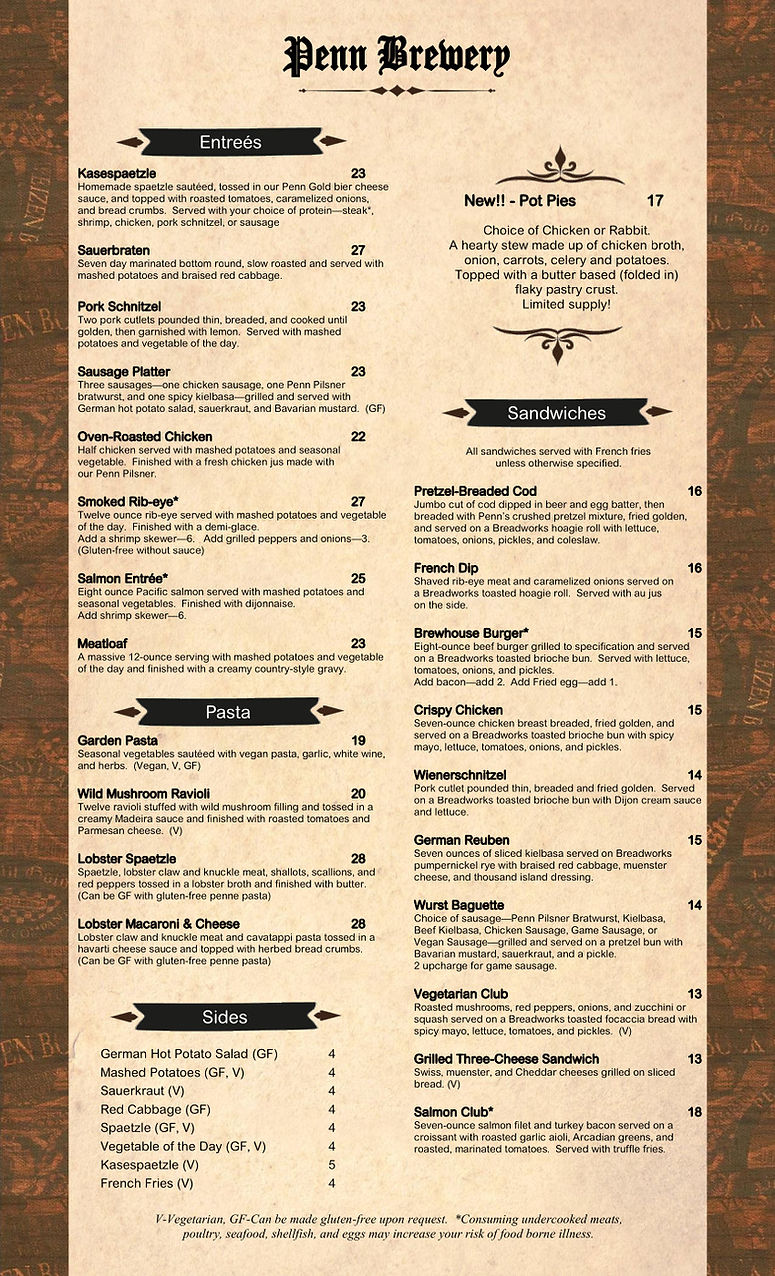 Penn Brewery
Entreés
Kasespaetzle 23
Homemade spaetzle sautéed, tossed in our Penn Gold bier cheese
sauce, and topped with roasted tomatoes, caramelized onions,
and bread crumbs. Served with your choice of protein—steak*,
shrimp, chicken, pork schnitzel, or sausage
Sauerbraten 27
Seven day marinated bottom round, slow roasted and served with
mashed potatoes and braised red cabbage.
Pork Schnitzel 23
Two pork cutlets pounded thin, breaded, and cooked until
golden, then garnished with lemon. Served with mashed
potatoes and vegetable of the day.
Sausage Platter 23
Three sausages—one chicken sausage, one Penn Pilsner
bratwurst, and one spicy kielbasa—grilled and served with
German hot potato salad, sauerkraut, and Bavarian mustard. (GF)
Oven-Roasted Chicken 22
Half chicken served with mashed potatoes and seasonal
vegetable. Finished with a fresh chicken jus made with
our Penn Pilsner.
Smoked Rib-eye* 27
Twelve ounce rib-eye served with mashed potatoes and vegetable
of the day. Finished with a demi-glace.
Add a shrimp skewer—6. Add grilled peppers and onions—3.
(Gluten-free without sauce)
Salmon Entrée* 25
Eight ounce Pacific salmon served with mashed potatoes and
seasonal vegetables. Finished with dijonnaise.
Add shrimp skewer—6.
Meatloaf 23
A massive 12-ounce serving with mashed potatoes and vegetable
of the day and finished with a creamy country-style gravy.
Pasta
Garden Pasta 19
Seasonal vegetables sautéed with vegan pasta, garlic, white wine,
and herbs. (Vegan, V, GF)
Wild Mushroom Ravioli 20
Twelve ravioli stuffed with wild mushroom filling and tossed in a
creamy Madeira sauce and finished with roasted tomatoes and
Parmesan cheese. (V)
Lobster Spaetzle 28
Spaetzle, lobster claw and knuckle meat, shallots, scallions, and
red peppers tossed in a lobster broth and finished with butter.
(Can be GF with gluten-free penne pasta)
Lobster Macaroni & Cheese 28
Lobster claw and knuckle meat and cavatappi pasta tossed in a
havarti cheese sauce and topped with herbed bread crumbs.
(Can be GF with gluten-free penne pasta)
Sides
German Hot Potato Salad (GF) 4
Mashed Potatoes (GF, V) 4
Sauerkraut (V) 4
Red Cabbage (GF) 4
Spaetzle (GF, V) 4
Vegetable of the Day (GF, V) 4
Kasespaetzle (V) 5
French Fries (V) 4
New!! - Pot Pies 17
Choice of Chicken or Rabbit.
A hearty stew made up of chicken broth,
onion, carrots, celery and potatoes.
Topped with a butter based (folded in)
flaky pastry crust.
Limited supply!
Sandwiches
All sandwiches served with French fries
unless otherwise specified.
Pretzel-Breaded Cod 16
Jumbo cut of cod dipped in beer and egg batter, then
breaded with Penn's crushed pretzel mixture, fried golden,
and served on a Breadworks hoagie roll with lettuce,
tomatoes, onions, pickles, and coleslaw.
French Dip 16
Shaved rib-eye meat and caramelized onions served on
a Breadworks toasted hoagie roll. Served with au jus
on the side.
Brewhouse Burger* 15
Eight-ounce beef burger grilled to specification and served
on a Breadworks toasted brioche bun. Served with lettuce,
tomatoes, onions, and pickles.
Add bacon—add 2. Add Fried egg—add 1.
Crispy Chicken 15
Seven-ounce chicken breast breaded, fried golden, and
served on a Breadworks toasted brioche bun with spicy
mayo, lettuce, tomatoes, onions, and pickles.
Wienerschnitzel 14
Pork cutlet pounded thin, breaded and fried golden. Served
on a Breadworks toasted brioche bun with Dijon cream sauce
and lettuce.
German Reuben 15
Seven ounces of sliced kielbasa served on Breadworks
pumpernickel rye with braised red cabbage, muenster
cheese, and thousand island dressing.
Wurst Baguette 14
Choice of sausage—Penn Pilsner Bratwurst, Kielbasa,
Beef Kielbasa, Chicken Sausage, Game Sausage, or
Vegan Sausage—grilled and served on a pretzel bun with
Bavarian mustard, sauerkraut, and a pickle.
2 upcharge for game sausage.
Vegetarian Club 13
Roasted mushrooms, red peppers, onions, and zucchini or
squash served on a Breadworks toasted focaccia bread with
spicy mayo, lettuce, tomatoes, and pickles. (V)
Grilled Three-Cheese Sandwich 13
Swiss, muenster, and Cheddar cheeses grilled on sliced
bread. (V)
Salmon Club* 18
Seven-ounce salmon filet and turkey bacon served on a
croissant with roasted garlic aioli, Arcadian greens, and
roasted, marinated tomatoes. Served with truffle fries.
V-Vegetarian, GF-Can be made gluten-free upon request. *Consuming undercooked meats,
poultry, seafood, shellfish, and eggs may increase your risk of food borne illness.